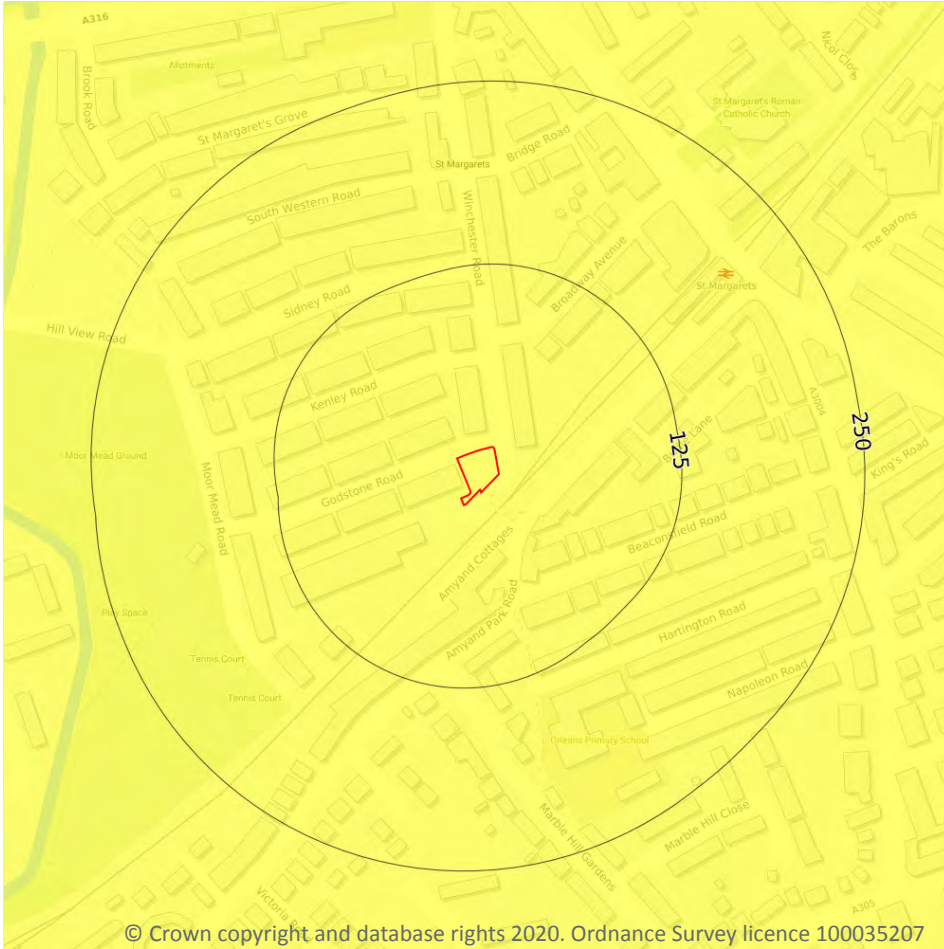 A316
Nicol Close
Allotments
Brook Road
St Margaret's Roman
Catholic Church
St Margaret's Grove
Bridge Road
St Margarets
South Western Road
Winchester Road
The Barons
Broadway Avenue
St Margarets
Sidney Road
Hill View Road
Kenley Road
A3004
250
125
Lane
King's Road
Moor Mead Ground
Godstone Road
Moor Mead Road
Beaconsfield Road
Amyand Cottages
Play Space
Amyand Park Road
Hartington Road
Tennis Court
Napoleon Road
Tennis Court
Orleans Primary School
Marble Hill Close
Marble Hill Gardens
Victoria
A305
© Crown copyright and database rights 2020. Ordnance Survey licence 100035207